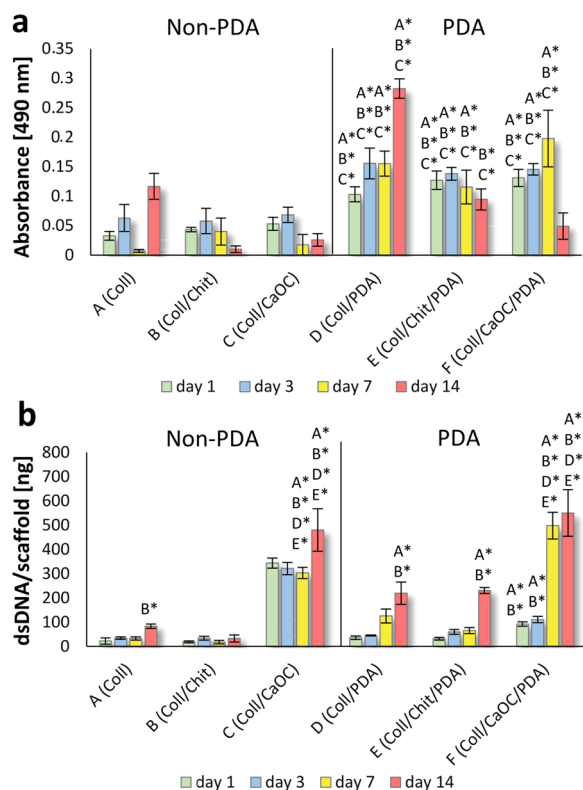 a
Non-PDA PDA
Absorbance [490 nm]
0.35
0.3
0.25
0.2
0.15
0.1
0.05
0
A* B* C*
A* B* C*
A* B* C*
A* B* C*
A* B* C*
A* B* C*
A* B* C*
B* C*
A* B* C*
A* B* C*
A* B* C*
A (Coll)
B (Coll/Chit)
C (Coll/CaOC)
D (Coll/PDA)
E (Coll/Chit/PDA)
F (Coll/CaOC/PDA)
day 1 day 3 day 7 day 14
b
Non-PDA PDA
dsDNA/scaffold [ng]
800
700
600
500
400
300
200
100
0
B*
A* B* D* E*
A* B* D* E*
A* B*
A* B*
A* B*
A* B*
A* B* D* E*
A* B* D* E*
A (Coll)
B (Coll/Chit)
C (Coll/CaOC)
D (Coll/PDA)
E (Coll/Chit/PDA)
F (Coll/CaOC/PDA)
day 1 day 3 day 7 day 14